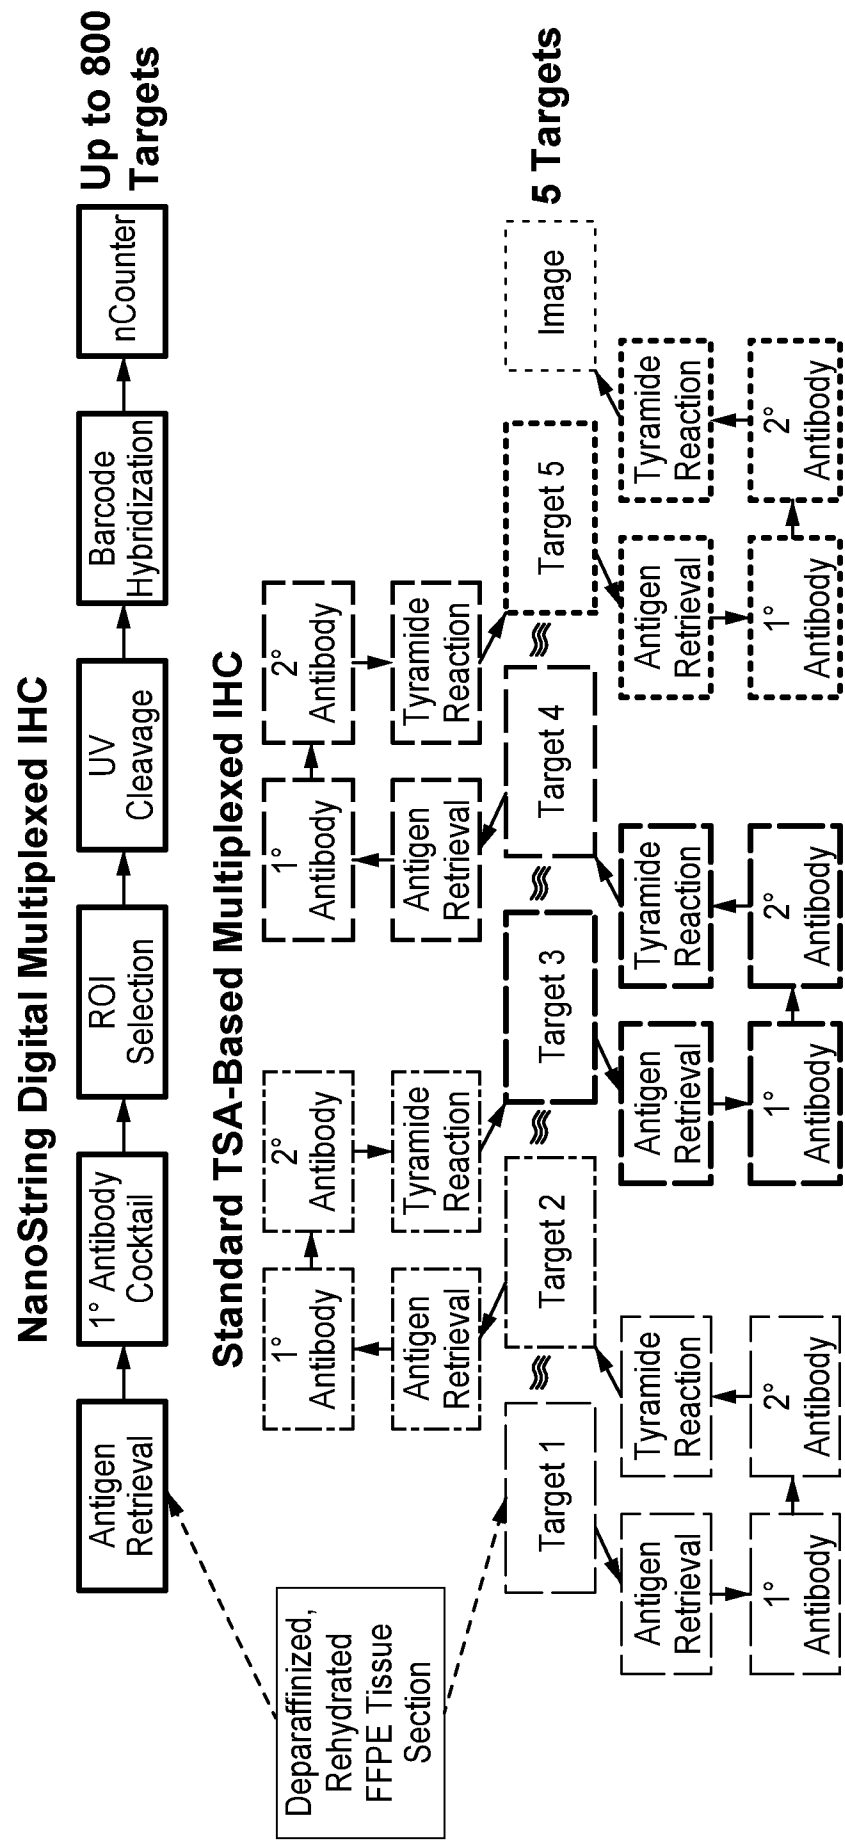 NanoString Digital Multiplexed IHC
Antigen
Retrieval
1° Antibody
Cocktail
ROI
Selection
UV
Cleavage
Barcode
Hybridization
nCounter
Up to 800
Targets
Deparaffinized,
Rehydrated
FFPE Tissue
Section
Standard TSA-Based Multiplexed IHC
Target 1
Antigen
Retrieval
1°
Antibody
2°
Antibody
Tyramide
Reaction
Target 2
Antigen
Retrieval
1°
Antibody
2°
Antibody
Tyramide
Reaction
Target 3
Antigen
Retrieval
1°
Antibody
2°
Antibody
Tyramide
Reaction
Target 4
Antigen
Retrieval
1°
Antibody
2°
Antibody
Tyramide
Reaction
Target 5
Antigen
Retrieval
1°
Antibody
2°
Antibody
Tyramide
Reaction
Image
5 Targets